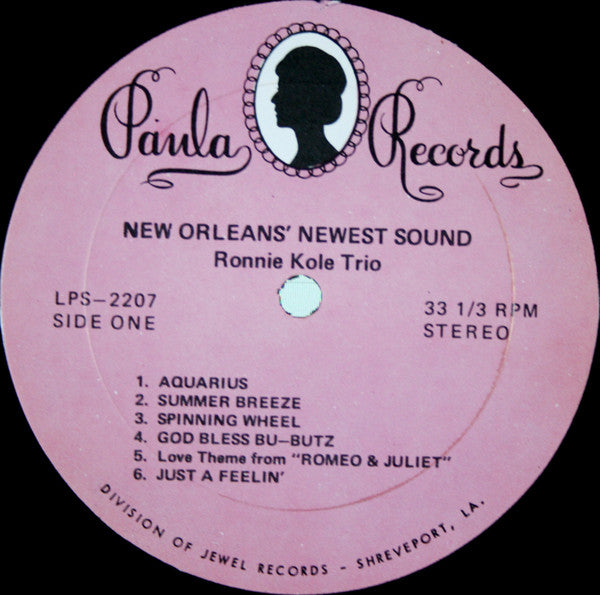 Paula Records
NEW ORLEANS' NEWEST SOUND
Ronnie Kole Trio
LPS-2207
SIDE ONE
33 1/3 RPM
STEREO
1. AQUARIUS
2. SUMMER BREEZE
3. SPINNING WHEEL
4. GOD BLESS BU-BUTZ
5. Love Theme from "ROMEO & JULIET"
6. JUST A FEELIN'
DIVISION OF JEWEL RECORDS - SHREVEPORT, LA.